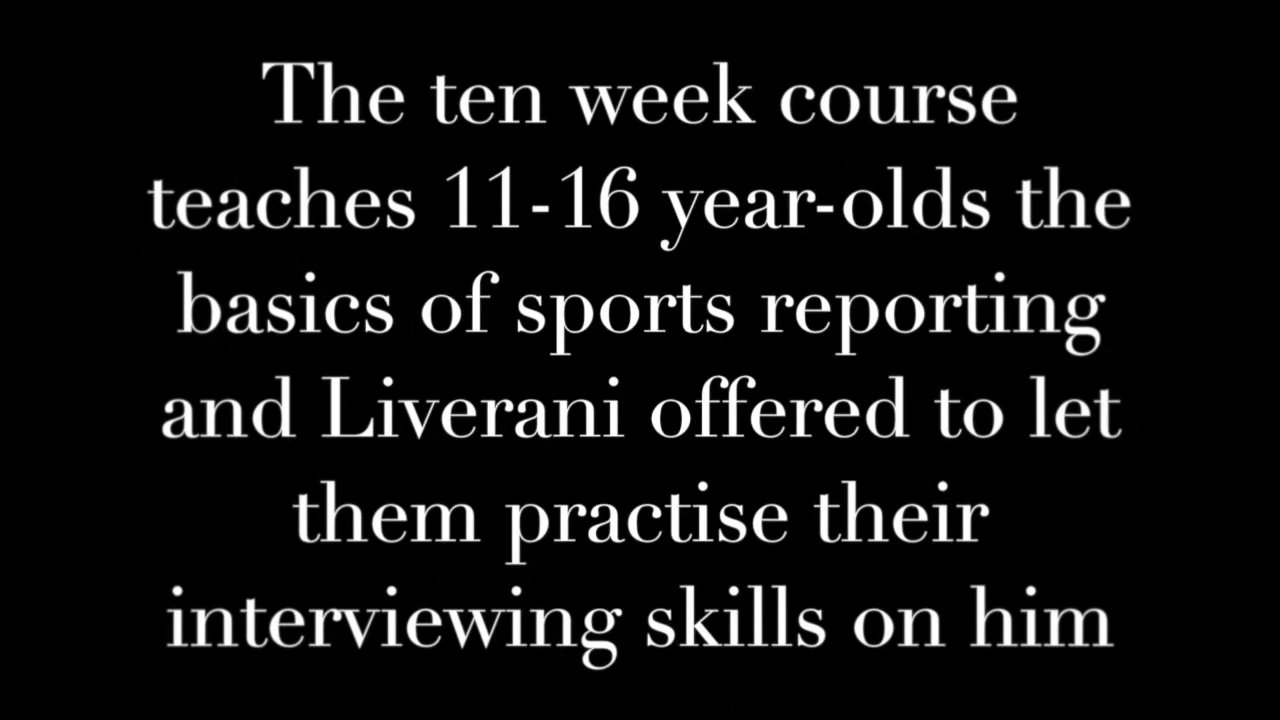 The ten week course
teaches 11-16 year-olds the
basics of sports reporting
and Liverani offered to let
them practise their
interviewing skills on him